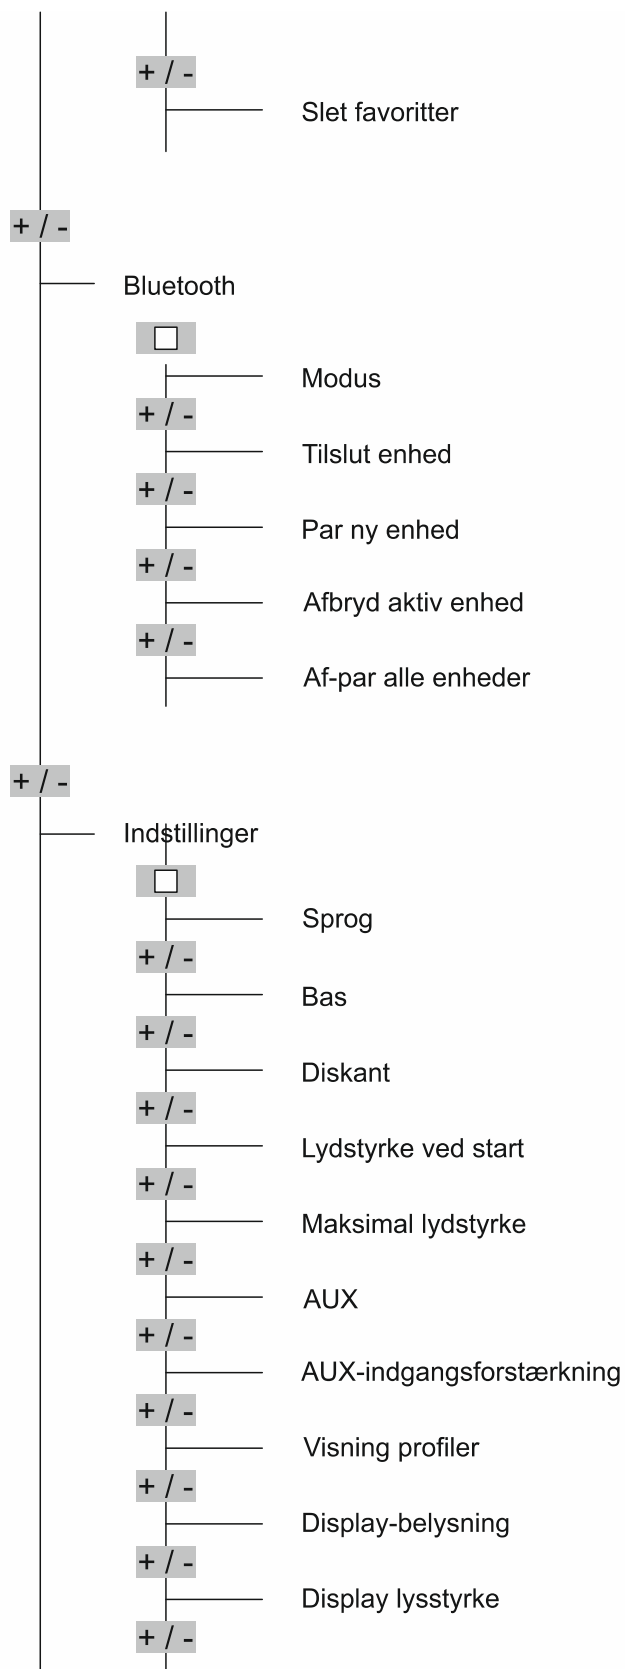 + / -
Slet favoritter
+ / -
Bluetooth
Modus
+ / -
Tilslut enhed
+ / -
Par ny enhed
+ / -
Afbryd aktiv enhed
+ / -
Af-par alle enheder
+ / -
Indstillinger
Sprog
+ / -
Bas
+ / -
Diskant
+ / -
Lydstyrke ved start
+ / -
Maksimal lydstyrke
+ / -
AUX
+ / -
AUX-indgangsforstærkning
+ / -
Visning profiler
+ / -
Display-belysning
+ / -
Display lysstyrke
+ / -